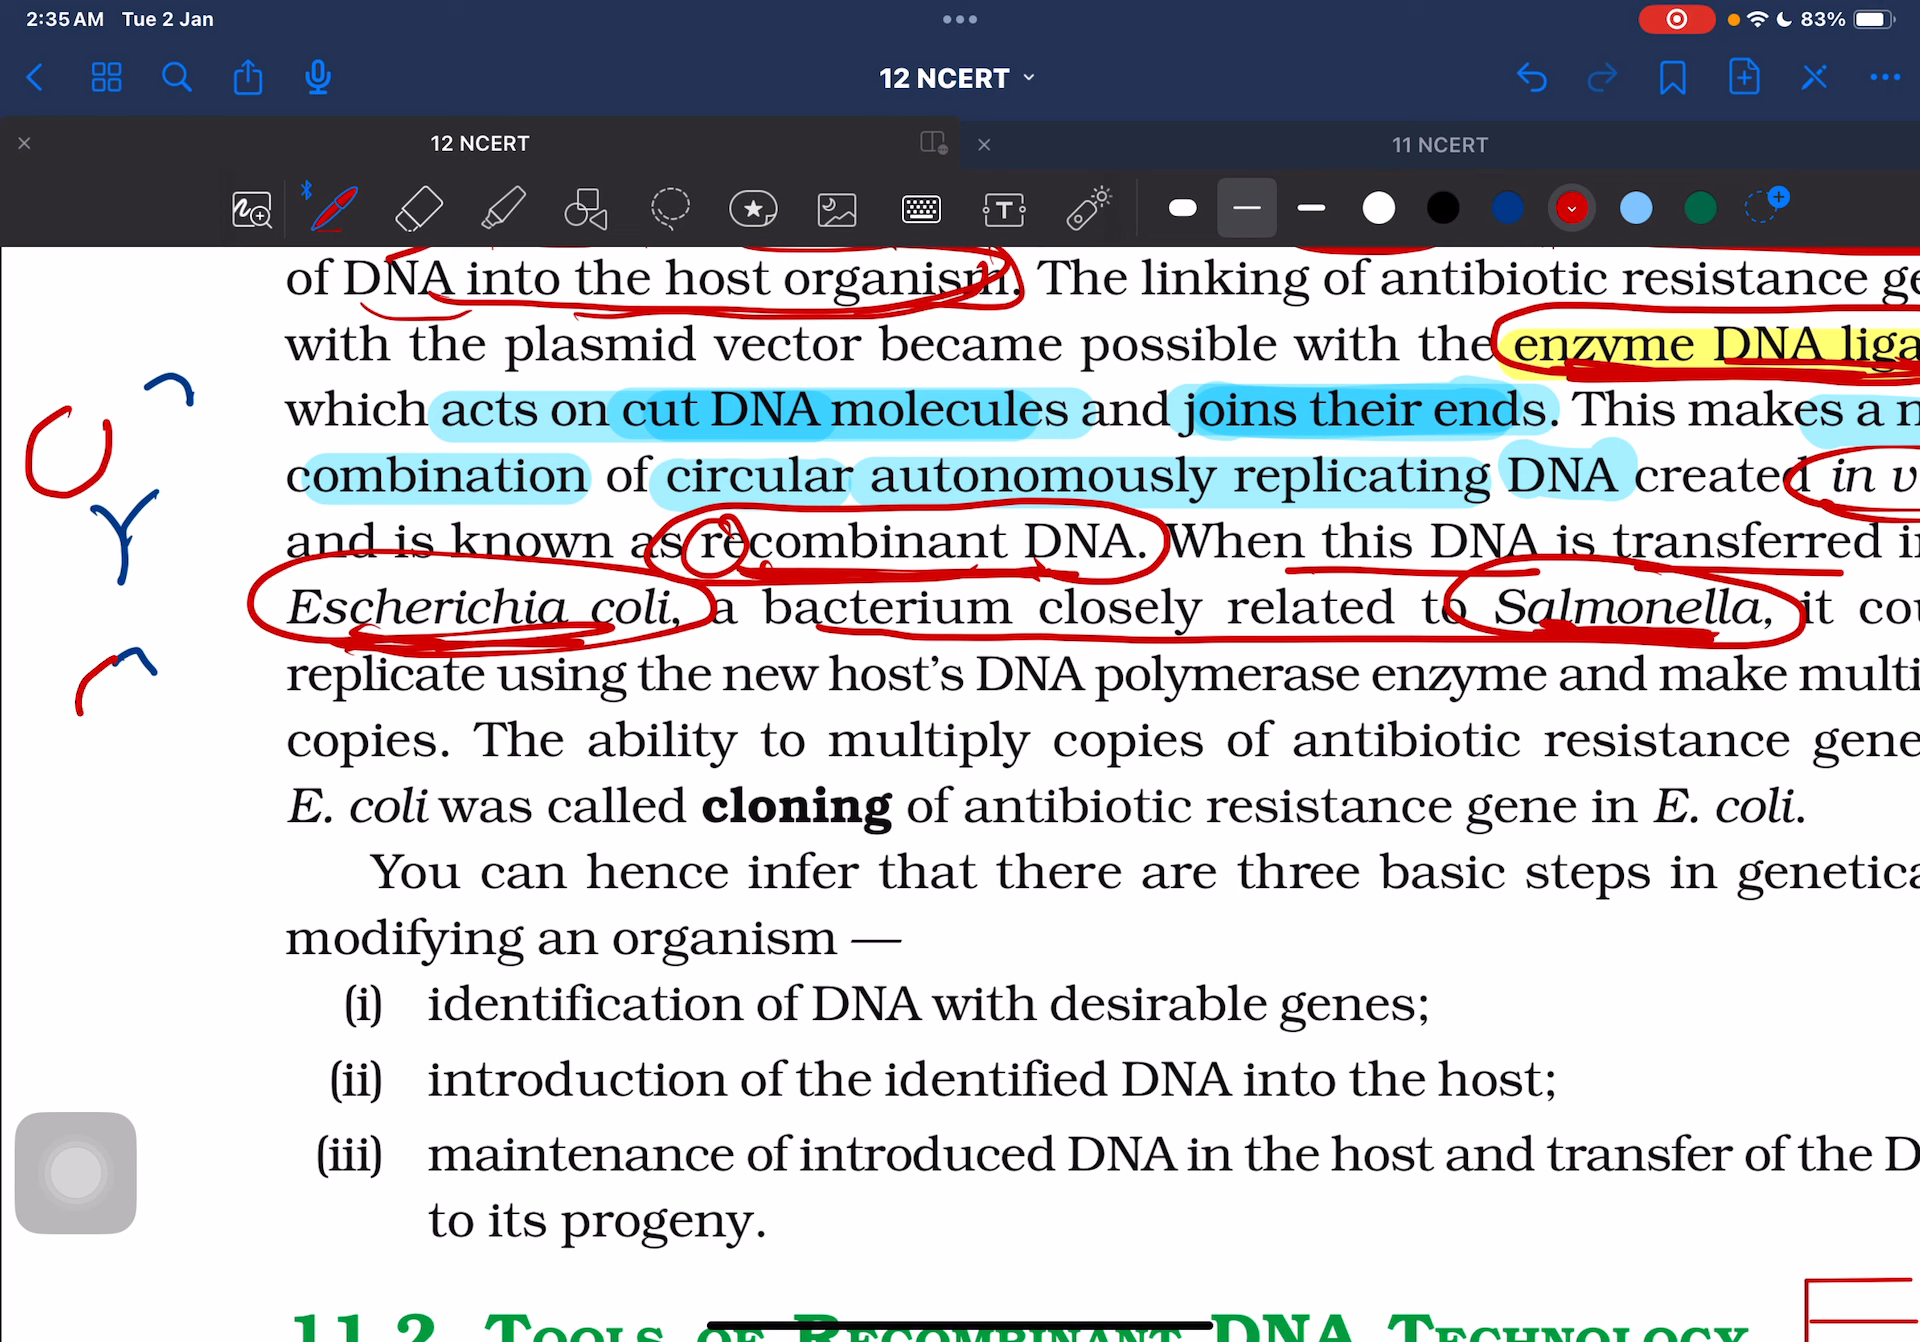 2:35 AM Tue 2 Jan
83%
12 NCERT
12 NCERT
11 NCERT
of DNA into the host organism. The linking of antibiotic resistance ge
with the plasmid vector became possible with the enzyme DNA liga
which acts on cut DNA molecules and joins their ends. This makes a n
combination of circular autonomously replicating DNA created in v
and is known as recombinant DNA. When this DNA is transferred i
Escherichia coli, a bacterium closely related to Salmonella, it cou
replicate using the new host’s DNA polymerase enzyme and make multi
copies. The ability to multiply copies of antibiotic resistance gene
E. coli was called cloning of antibiotic resistance gene in E. coli.
You can hence infer that there are three basic steps in genetica
modifying an organism —
(i) identification of DNA with desirable genes;
(ii) introduction of the identified DNA into the host;
(iii) maintenance of introduced DNA in the host and transfer of the D
to its progeny.
11.2 TOOLS OF RECOMBINANT DNA TECHNOLOGY